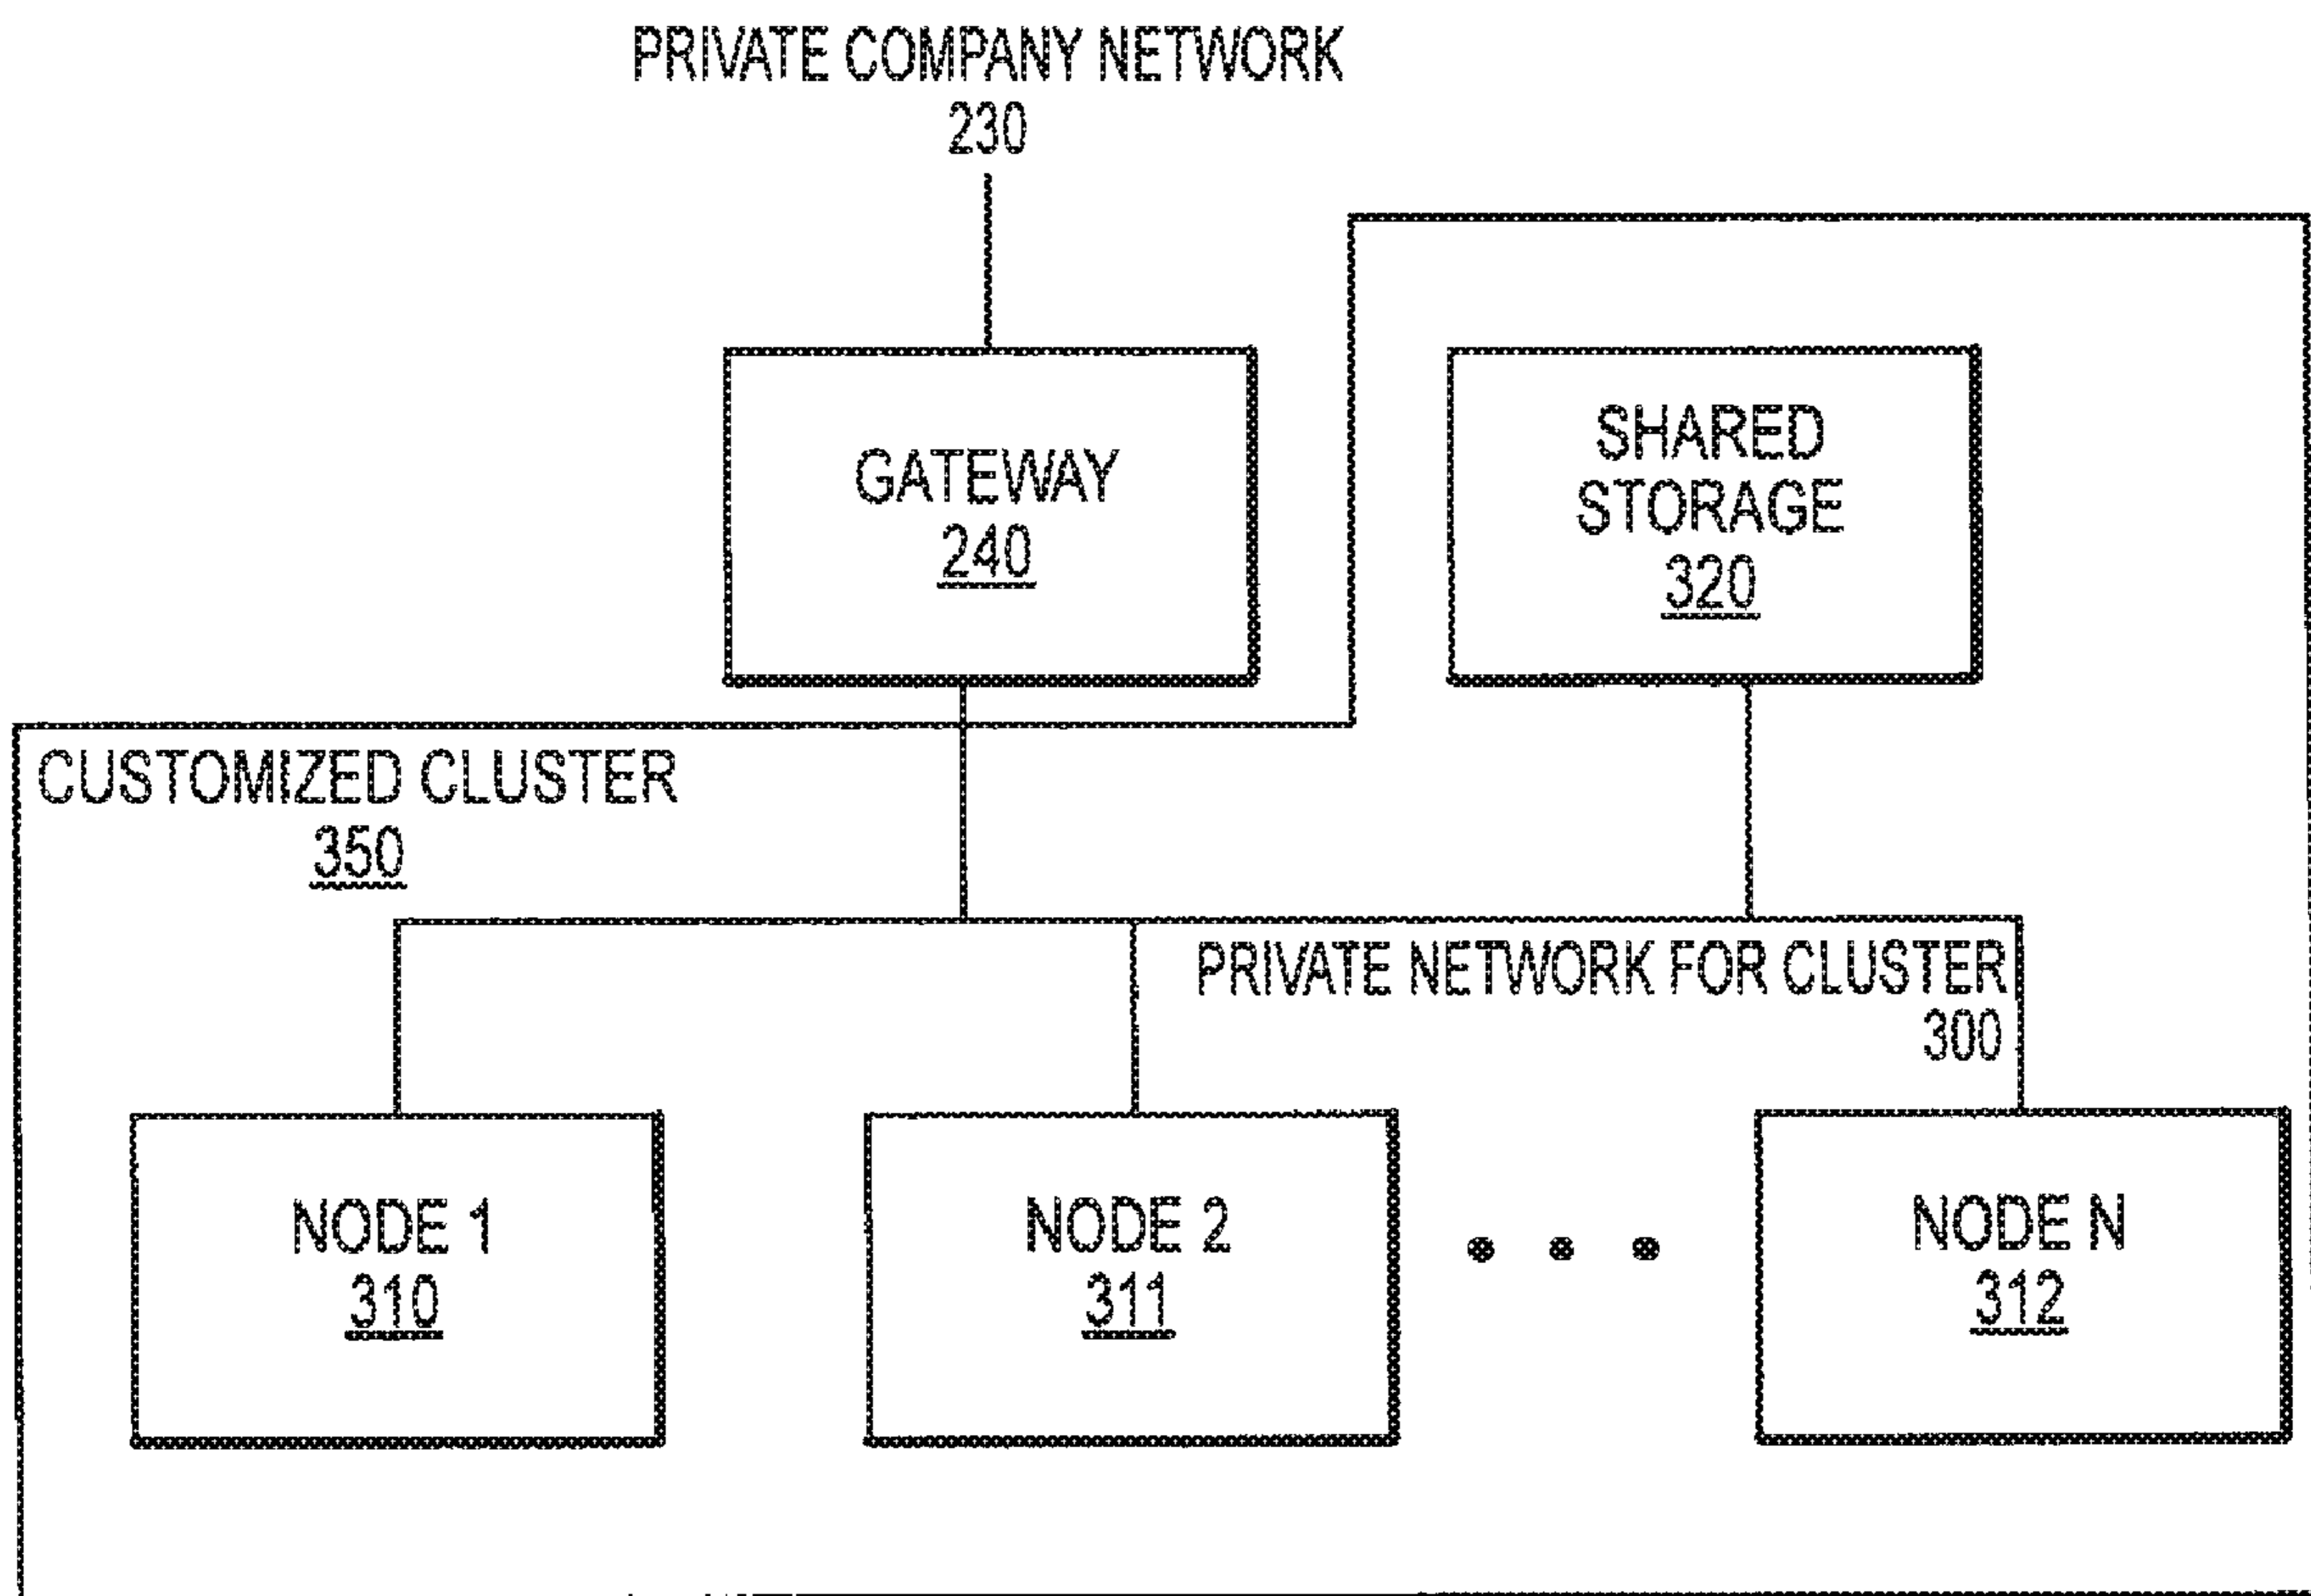 PRIVATE COMPANY NETWORK
230
GATEWAY
240
SHARED
STORAGE
320
CUSTOMIZED CLUSTER
350
PRIVATE NETWORK FOR CLUSTER
300
NODE 1
310
NODE 2
311
NODE N
312